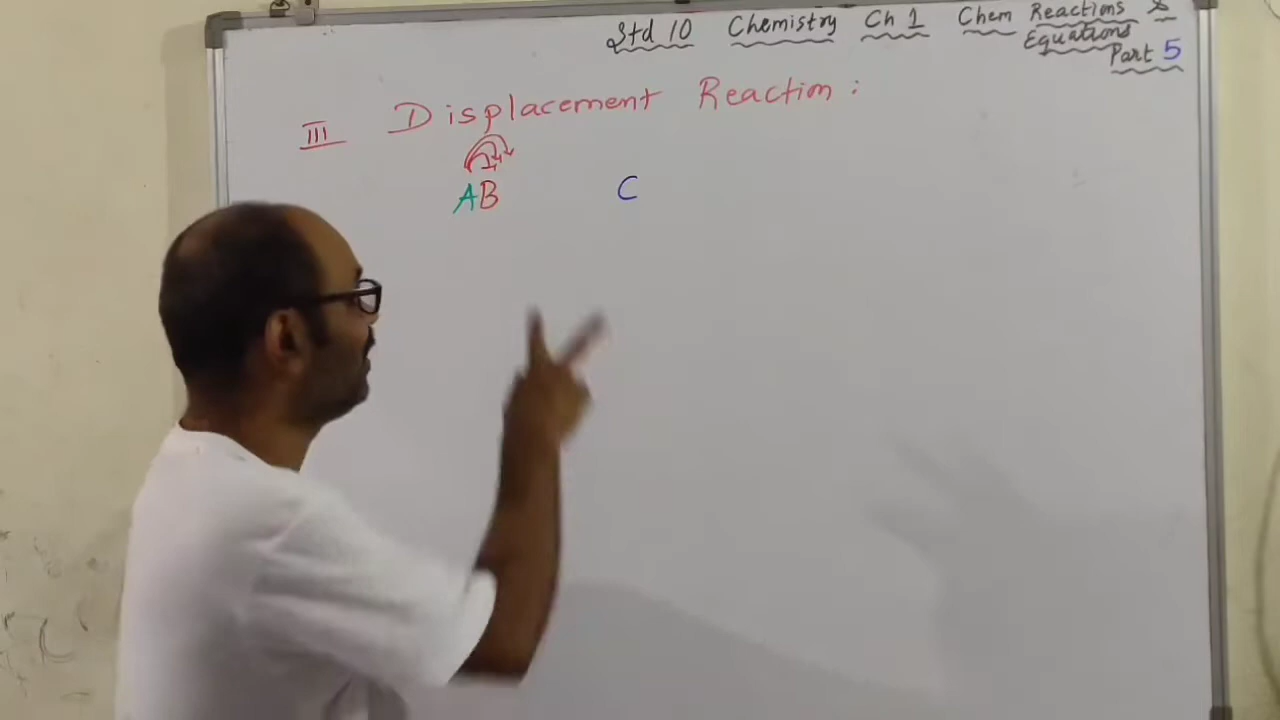 Std 10 Chemistry Ch 1 Chem Reactions &
Equations
Part 5
III Displacement Reaction :
AB C